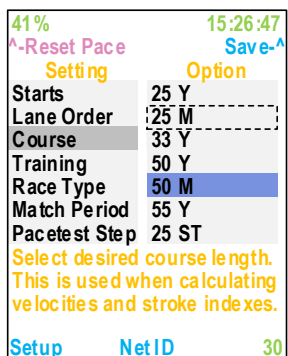 41% 15:26:47
^-Reset Pace Save-^
Setting Option
Starts 25 Y
Lane Order 25 M
Course 33 Y
Training 50 Y
Race Type 50 M
Match Period 55 Y
Pacetest Step 25 ST
Select desired course length.
This is used when calculating
velocities and stroke indexes.
Setup Net ID 30